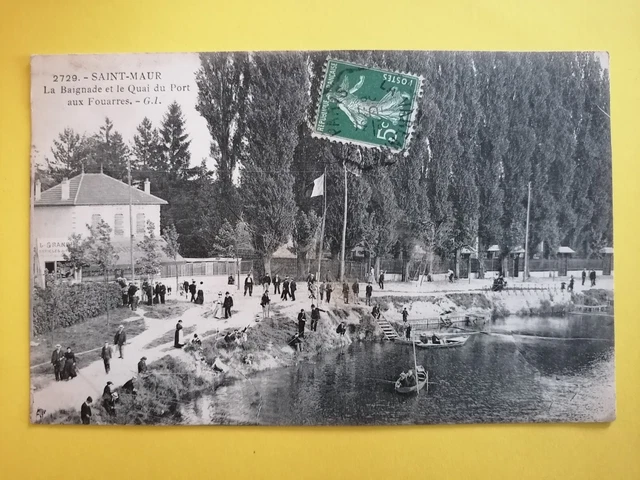 2729. - SAINT-MAUR
La Baignade et le Quai du Port
aux Fouarres. - G.I.
POSTES
5c